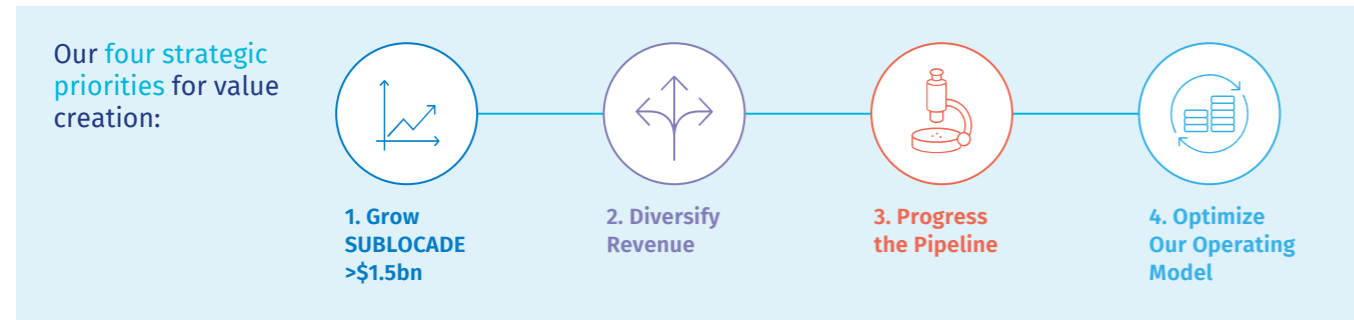 Our four strategic
priorities for value
creation:
1. Grow
SUBLOCADE
>$1.5bn
2. Diversify
Revenue
3. Progress
the Pipeline
4. Optimize
Our Operating
Model